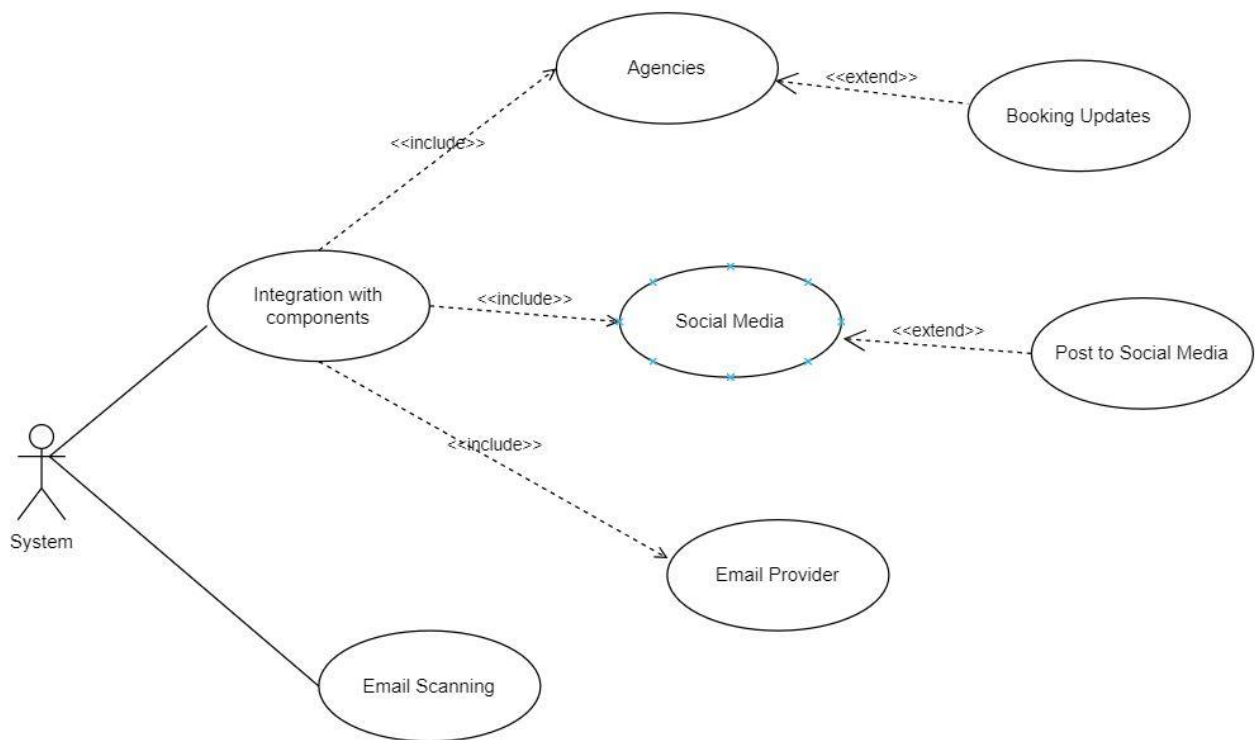 Agencies
<<extend>>
Booking Updates
<<include>>
Integration with
components
<<include>>
Social Media
<<extend>>
Post to Social Media
<<include>>
System
Email Provider
Email Scanning